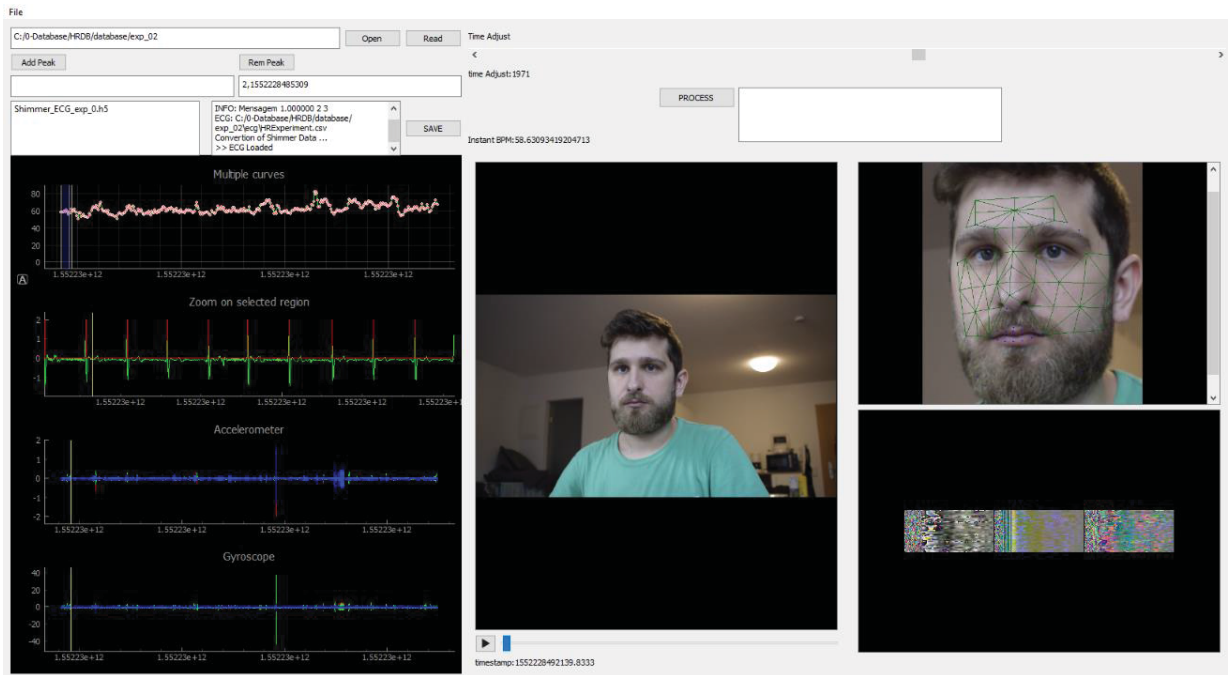 File
C:/0-Database/HRDB/database/exp_02
Open
Read
Time Adjust
Add Peak
Rem Peak
2,1552228485309
time Adjust:1971
PROCESS
Shimmer_ECG_exp_0.h5
INFO: Mensagem 1.000000 2 3
ECG: C:/0-Database/HRDB/database/
exp_02\ecg\HRExperiment.csv
Convertion of Shimmer Data ...
>> ECG Loaded
SAVE
Instant BPM:58.63093419204713
Multiple curves
80
60
40
20
0
1.55223e+12 1.55223e+12 1.55223e+12 1.55223e+12
A
Zoom on selected region
2
1
0
-1
1.55223e+12 1.55223e+12 1.55223e+12 1.55223e+12 1.55223e+1
Accelerometer
2
1
0
-1
-2
1.55223e+12 1.55223e+12 1.55223e+12 1.55223e+12
Gyroscope
40
20
0
-20
-40
1.55223e+12 1.55223e+12 1.55223e+12 1.55223e+12
timestamp:1552228492139.8333